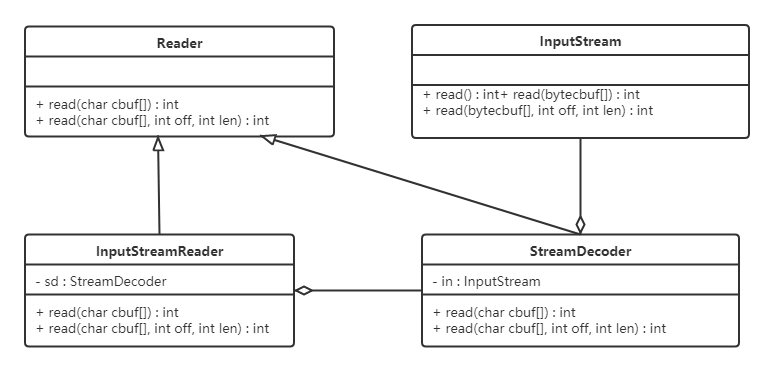 Reader
+ read(char cbuf[]) : int
+ read(char cbuf[], int off, int len) : int
InputStream
+ read() : int+ read(bytecbuf[]) : int
+ read(bytecbuf[], int off, int len) : int
InputStreamReader
- sd : StreamDecoder
+ read(char cbuf[]) : int
+ read(char cbuf[], int off, int len) : int
StreamDecoder
- in : InputStream
+ read(char cbuf[]) : int
+ read(char cbuf[], int off, int len) : int